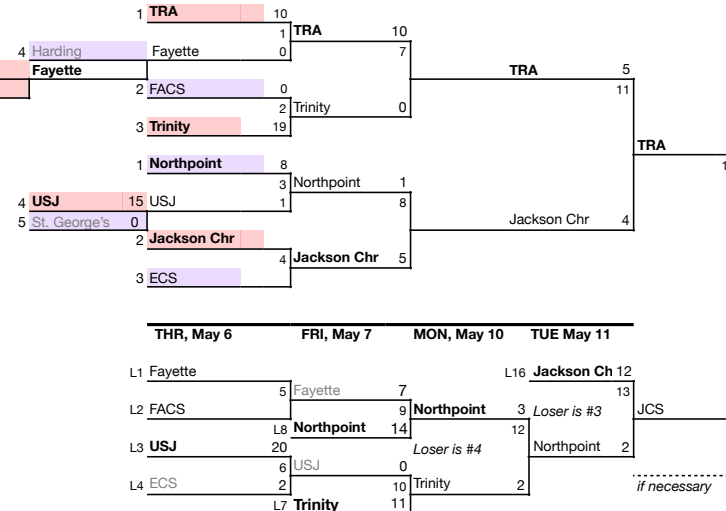 1 TRA 10
1 TRA 10
4 Harding Fayette 0 7
Fayette
TRA 5
2 FACS 0 11
2 Trinity 0
3 Trinity 19
TRA
1 Northpoint 8 1
3 Northpoint 1
4 USJ 15 USJ 1 8
5 St. George's 0 Jackson Chr 4
2 Jackson Chr
4 Jackson Chr 5
3 ECS
THR, May 6 FRI, May 7 MON, May 10 TUE May 11
L1 Fayette L16 Jackson Ch 12
5 Fayette 7 13
L2 FACS 9 Northpoint 3 Loser is #3 JCS
L8 Northpoint 14 12
L3 USJ 20 Loser is #4 Northpoint 2
6 USJ 0
L4 ECS 2 10 Trinity 2 if necessary
L7 Trinity 11